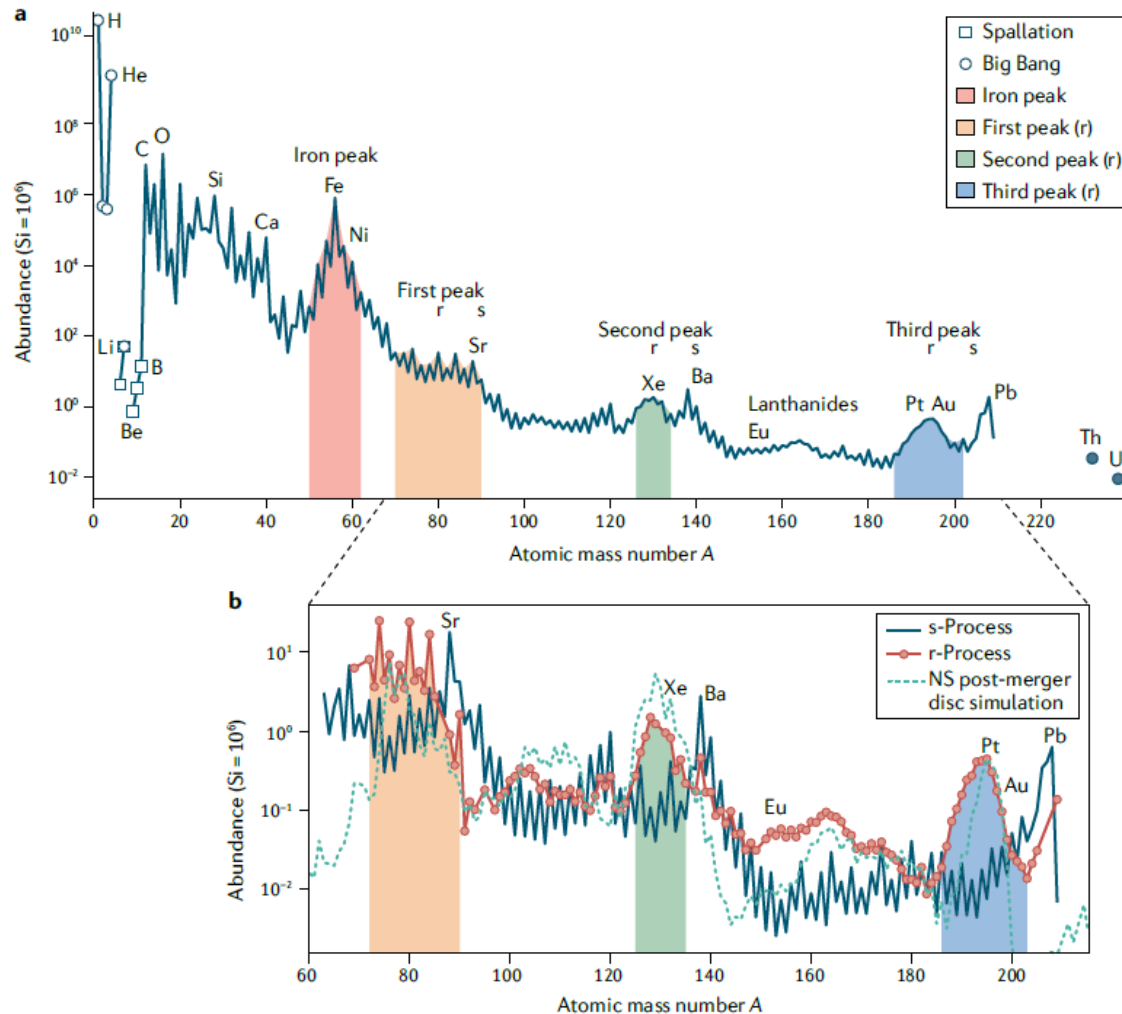 a
H
He
C
O
Si
Ca
Li
B
Be
Iron peak
Fe
Ni
First peak s
r s
Sr
Second peak s
r s
Xe
Ba
Lanthanides
Eu
Third peak s
r s
Pt Au
Pb
Th
U
Spallation
Big Bang
Iron peak
First peak (r)
Second peak (r)
Third peak (r)
Abundance (Si = 10⁶)
10¹⁰
10⁸
10⁶
10⁴
10²
10⁰
10⁻²
0 20 40 60 80 100 120 140 160 180 200 220
Atomic mass number A
b
s-Process
r-Process
NS post-merger
disc simulation
Sr
Xe
Ba
Eu
Pt
Au
Pb
Abundance (Si = 10⁶)
10¹
10⁰
10⁻¹
10⁻²
60 80 100 120 140 160 180 200
Atomic mass number A